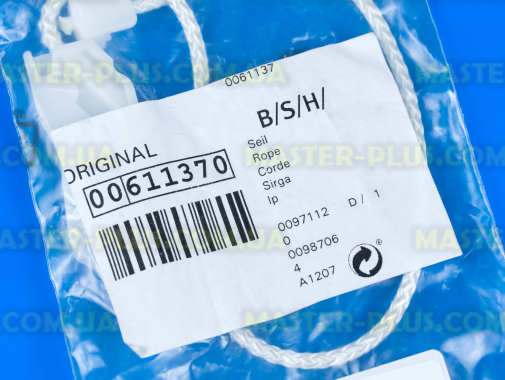 0061137
B/S/H/
Seil
Rope
Corde
Sirga
Ip
ORIGINAL
00611370
0097112 D / 1
0
0098706
4
A1207
®
MASTER-PLUS.COM.UA